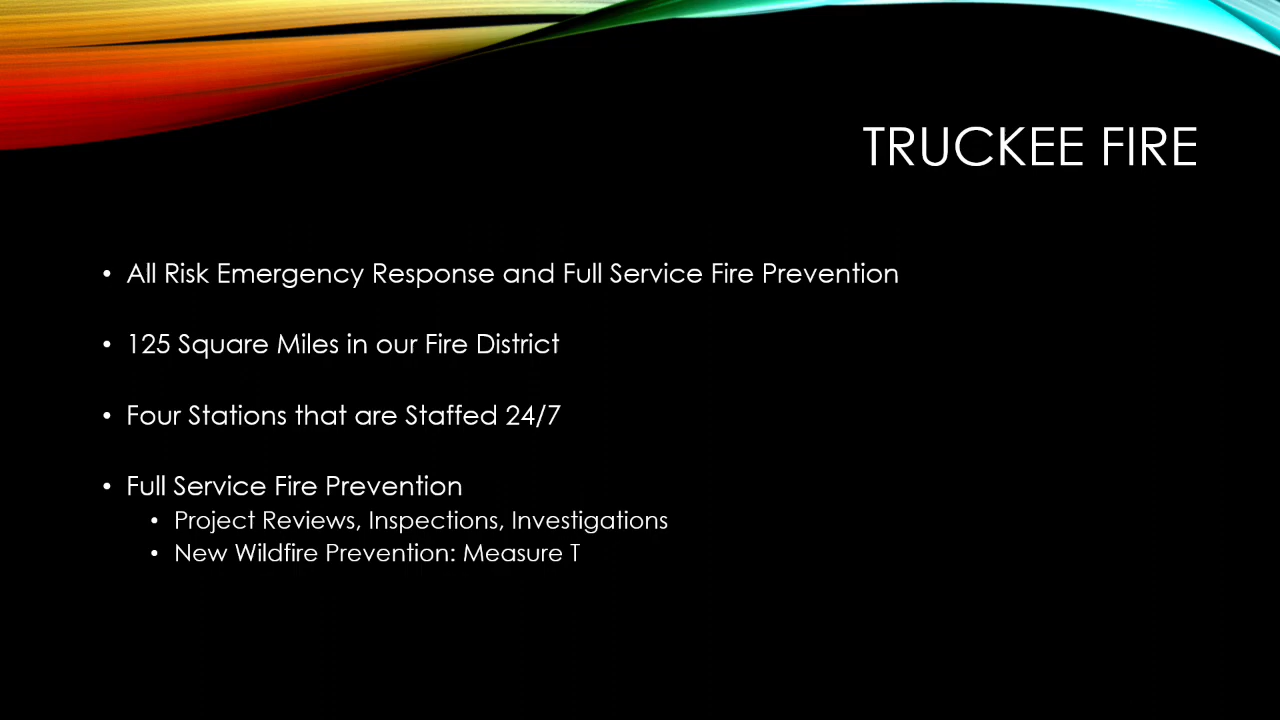 TRUCKEE FIRE
• All Risk Emergency Response and Full Service Fire Prevention
• 125 Square Miles in our Fire District
• Four Stations that are Staffed 24/7
• Full Service Fire Prevention
• Project Reviews, Inspections, Investigations
• New Wildfire Prevention: Measure T